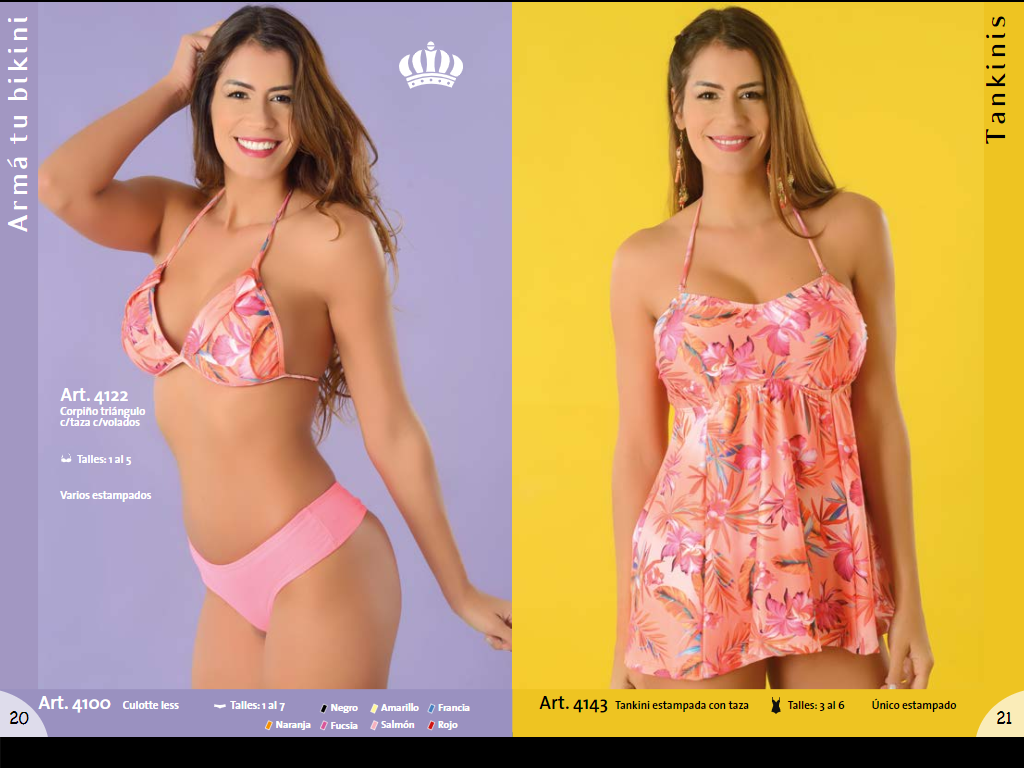 Armá tu bikini
Art. 4122
Corpiño triángulo
c/taza c/volados
Talles: 1 al 5
Varios estampados
Art. 4100 Culotte less Talles: 1 al 7 Negro Amarillo Francia
Naranja Fucsia Salmón Rojo
20
Tankinis
Art. 4143 Tankini estampada con taza Talles: 3 al 6 Único estampado
21